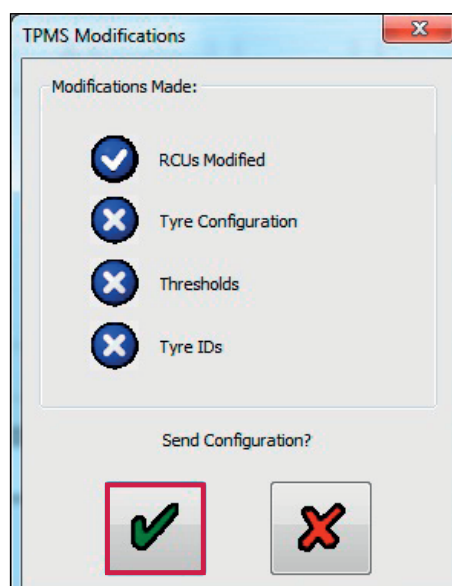 TPMS Modifications
Modifications Made:
RCUs Modified
Tyre Configuration
Thresholds
Tyre IDs
Send Configuration?